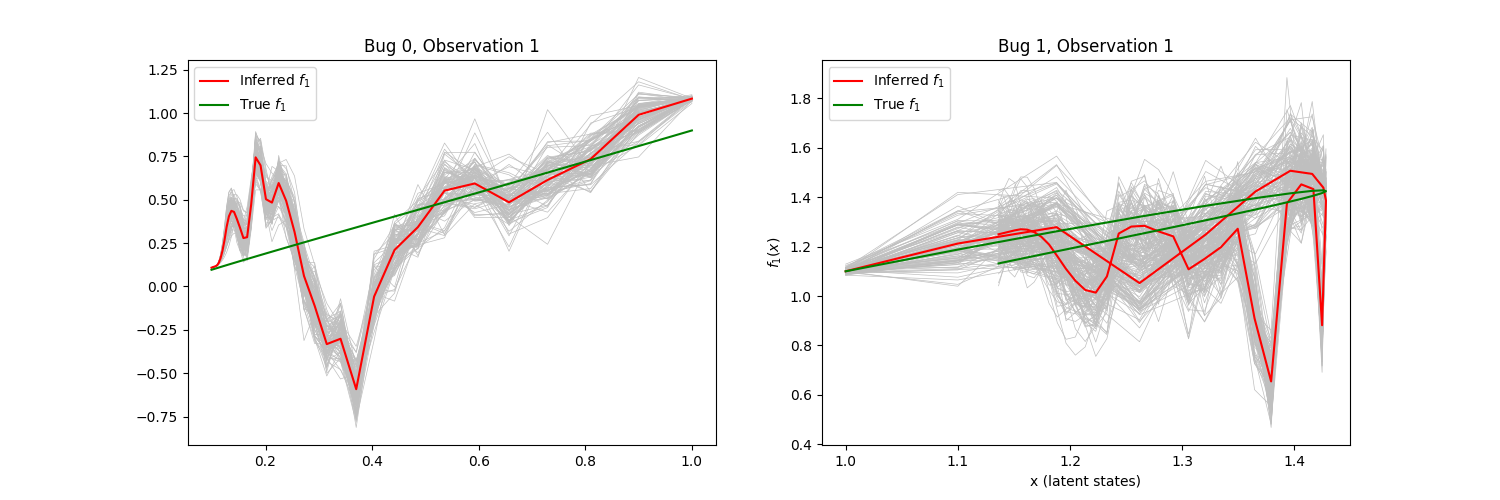 Bug 0, Observation 1
Inferred f₁
True f₁
1.25
1.00
0.75
0.50
0.25
0.00
−0.25
−0.50
−0.75
0.2 0.4 0.6 0.8 1.0
Bug 1, Observation 1
Inferred f₁
True f₁
f₁(x)
1.8
1.6
1.4
1.2
1.0
0.8
0.6
0.4
1.0 1.1 1.2 1.3 1.4
x (latent states)